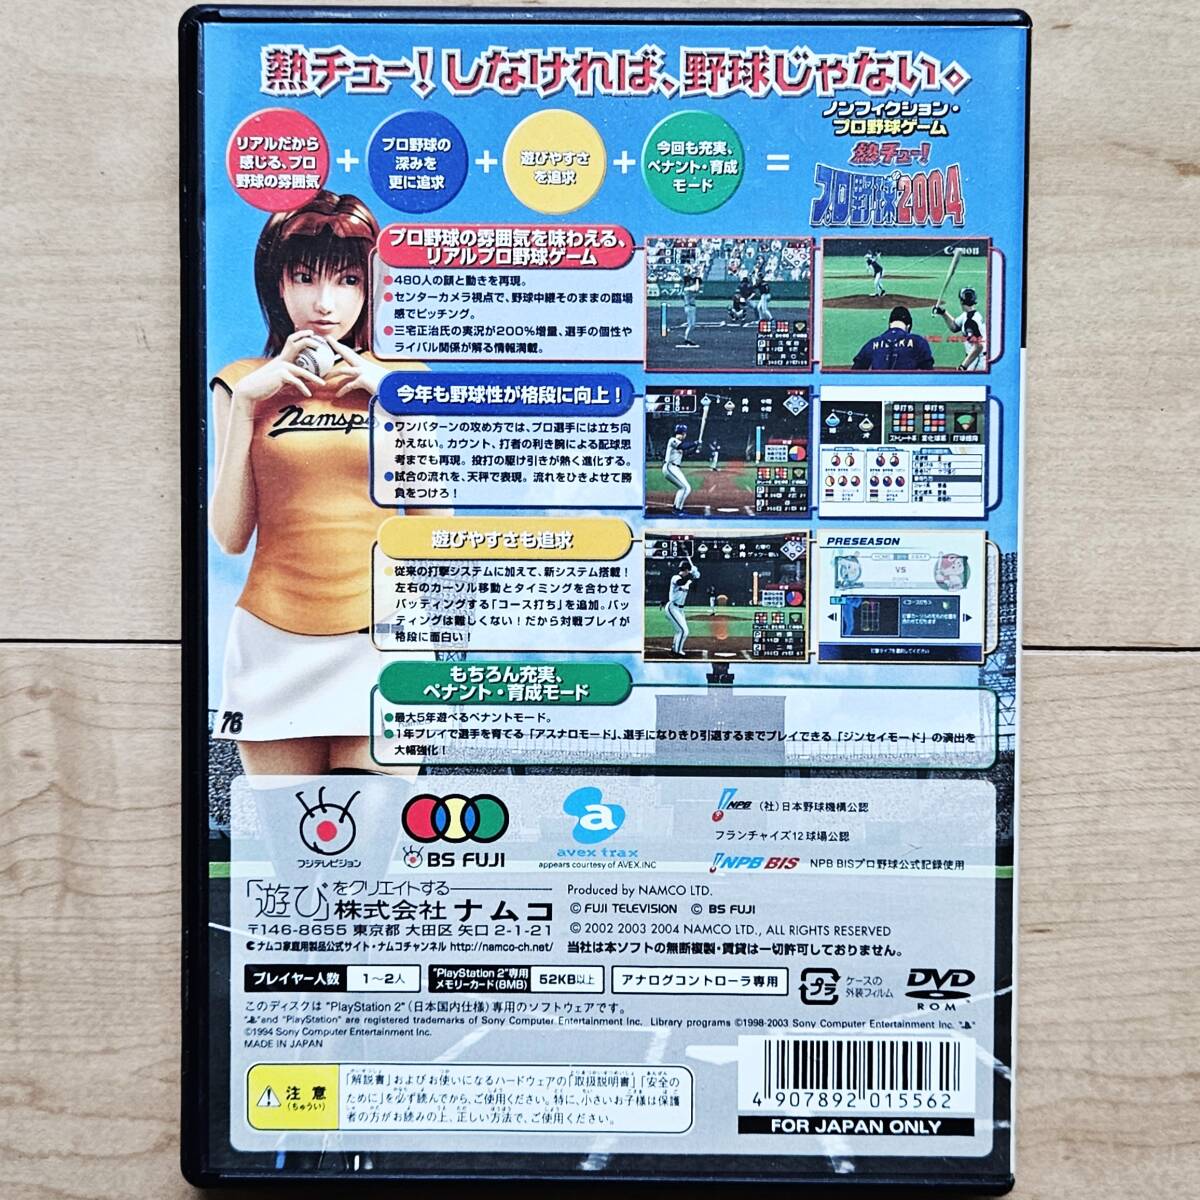 熱チュー!しなければ、野球じゃない。
リアルだから
感じる、プロ
野球の雰囲気
+
プロ野球の
深みを
更に追求
+
遊びやすさ
を追求
+
今回も充実、
ペナント・育成
モード
=
ノンフィクション・
プロ野球ゲーム
熱チュー!
プロ野球2004
プロ野球の雰囲気を味わえる、
リアルプロ野球ゲーム
●480人の顔と動きを再現。
●センターカメラ視点で、野球中継そのままの臨場
感でピッチング。
●三宅正治氏の実況が200%増量、選手の個性や
ライバル関係が解る情報満載。
Canon
Namspo
今年も野球性が格段に向上!
●ワンパターンの攻め方では、プロ選手には立ち向
かえない。カウント、打者の利き腕による配球思
考までも再現。投打の駆け引きが熱く進化する。
●試合の流れを、天秤で表現。流れをひきよせて勝
負をつけろ!
遊びやすさも追求
●従来の打撃システムに加えて、新システム搭載!
左右のカーソル移動とタイミングを合わせて
バッティングする「コース打ち」を追加。バッ
ティングは難しくない!だから対戦プレイが
格段に面白い!
PRESEASON
VS
もちろん充実、
ペナント・育成モード
●最大5年遊べるペナントモード。
●1年プレイで選手を育てる「アスナロモード」、選手になりきり引退するまでプレイできる「ジンセイモード」の演出を
大幅強化!
76
フジテレビジョン
BS FUJI
a
avex trax
appears courtesy of AVEX.INC
NPB (社)日本野球機構公認
フランチャイズ12球場公認
NPB BIS NPB BISプロ野球公式記録使用
「遊び」をクリエイトする
株式会社ナムコ
〒146-8655 東京都 大田区 矢口 2-1-21
ナムコ家庭用製品公式サイト・ナムコチャンネル http://namco-ch.net/
Produced by NAMCO LTD.
© FUJI TELEVISION © BS FUJI
© 2002 2003 2004 NAMCO LTD., ALL RIGHTS RESERVED
当社は本ソフトの無断複製・賃貸は一切許可しておりません。
プレイヤー人数 1～2人
"PlayStation 2"専用
メモリーカード(8MB) 52KB以上
アナログコントローラ専用
プラ
ケースの
外装フィルム
DVD
ROM
このディスクは "PlayStation 2" (日本国内仕様) 専用のソフトウェアです。
"and "PlayStation" are registered trademarks of Sony Computer Entertainment Inc. Library programs ©1998-2003 Sony Computer Entertainment Inc. " "
©1994 Sony Computer Entertainment Inc.
MADE IN JAPAN
注意
(ちゅうい)
「解説書」およびお使いになるハードウェアの「取扱説明書」「安全の
ために」を必ず読んでから、ご使用ください。特に、小さいお子様は保護
者の方がお読みの上、正しい方法で、ご使用ください。
4 907892 015562
FOR JAPAN ONLY